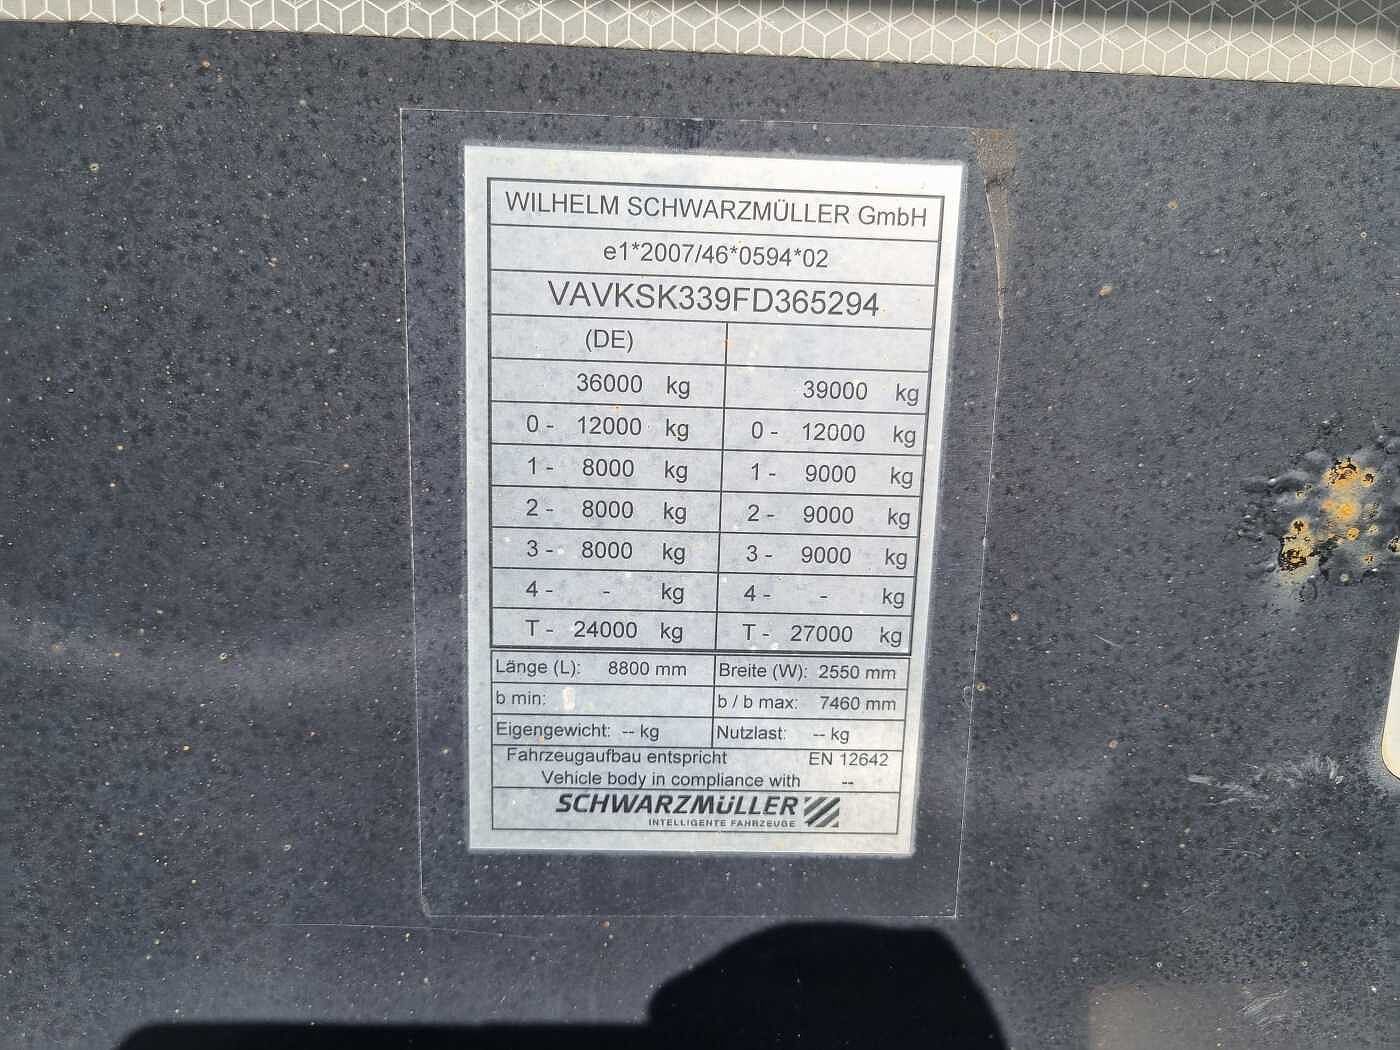 WILHELM SCHWARZMÜLLER GmbH
e1*2007/46*0594*02
VAVKSK339FD365294
(DE)
36000 kg 39000 kg
0 - 12000 kg 0 - 12000 kg
1 - 8000 kg 1 - 9000 kg
2 - 8000 kg 2 - 9000 kg
3 - 8000 kg 3 - 9000 kg
4 - - kg 4 - - kg
T - 24000 kg T - 27000 kg
Länge (L): 8800 mm Breite (W): 2550 mm
b min: b / b max: 7460 mm
Eigengewicht: -- kg Nutzlast: -- kg
Fahrzeugaufbau entspricht EN 12642
Vehicle body in compliance with --
SCHWARZMÜLLER
INTELLIGENTE FAHRZEUGE